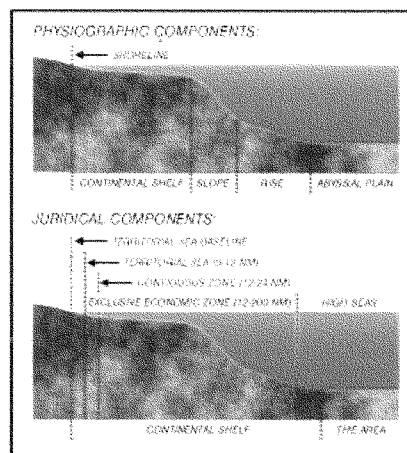 PHYSIOGRAPHIC COMPONENTS:
SHORELINE
CONTINENTAL SHELF SLOPE RISE ABYSSAL PLAIN
JURIDICAL COMPONENTS:
TERRITORIAL SEA BASELINE
TERRITORIAL SEA (0-12 NM)
CONTIGUOUS ZONE (12-24 NM)
EXCLUSIVE ECONOMIC ZONE (12-200 NM) HIGH SEAS
CONTINENTAL SHELF THE AREA